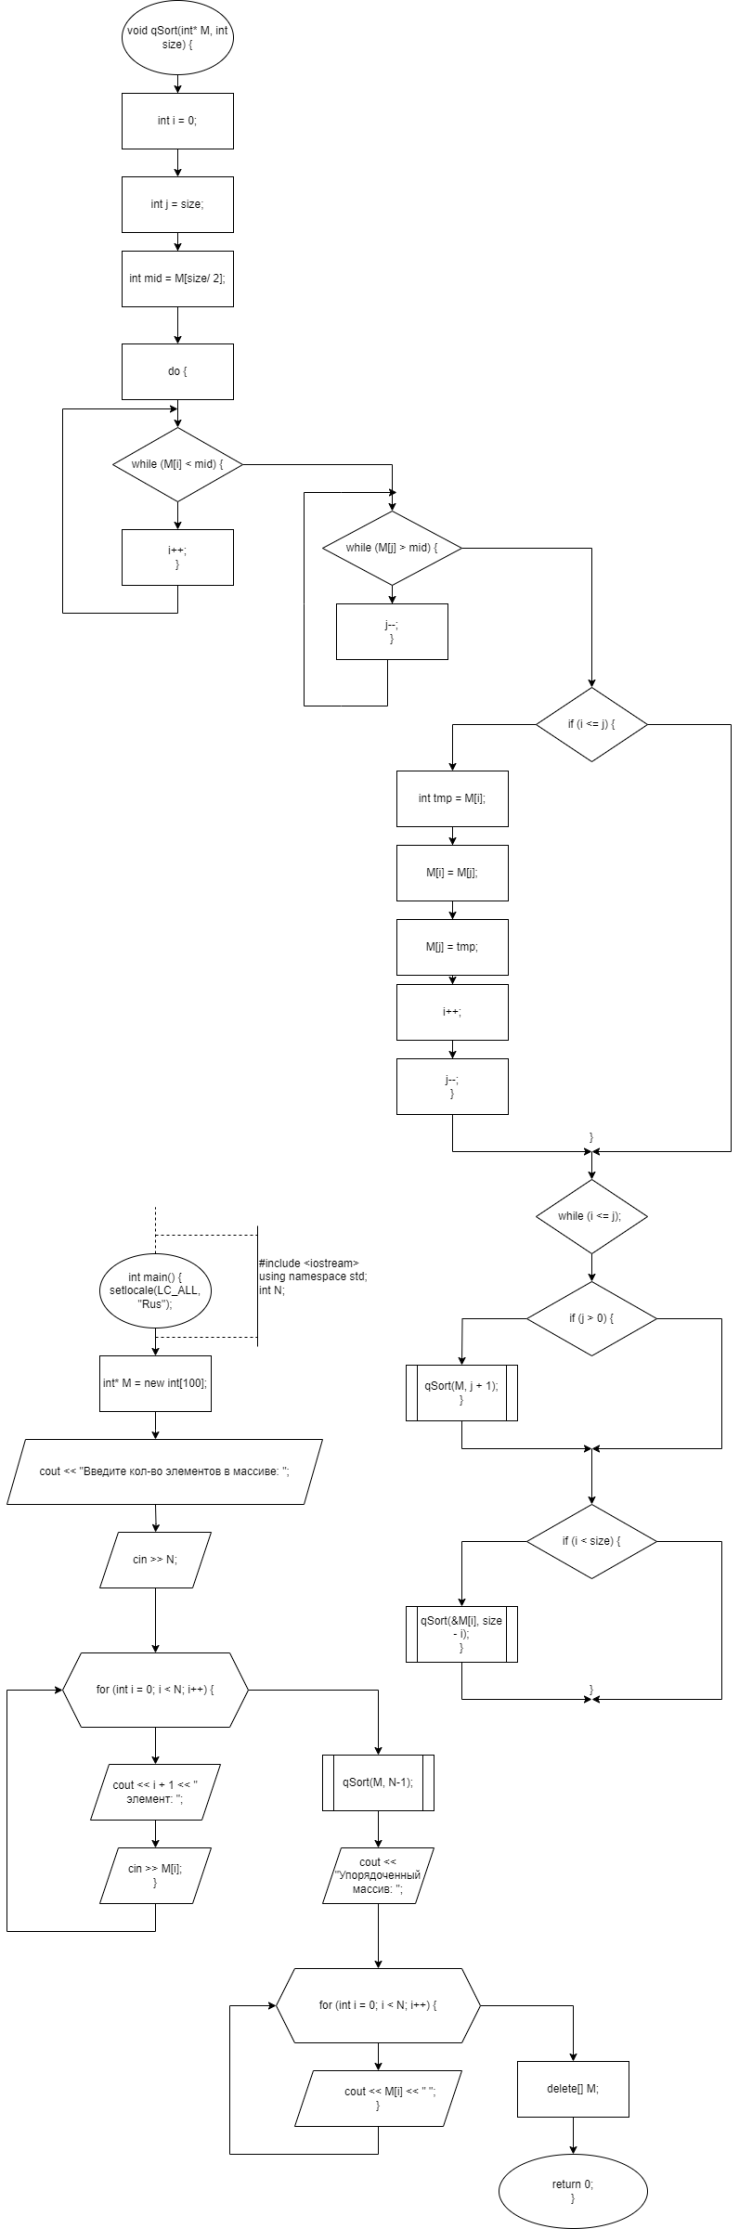 void qSort(int* M, int
size) {
int i = 0;
int j = size;
int mid = M[size/ 2];
do {
while (M[i] < mid) {
i++;
}
while (M[j] > mid) {
j--;
}
if (i <= j) {
int tmp = M[i];
M[i] = M[j];
M[j] = tmp;
i++;
j--;
}
}
while (i <= j);
if (j > 0) {
qSort(M, j + 1);
}
if (i < size) {
qSort(&M[i], size
- i);
}
}
#include <iostream>
using namespace std;
int N;
int main() {
setlocale(LC_ALL,
"Rus");
int* M = new int[100];
cout << "Введите кол-во элементов в массиве: ";
cin >> N;
for (int i = 0; i < N; i++) {
cout << i + 1 << "
элемент: ";
cin >> M[i];
}
qSort(M, N-1);
cout <<
"Упорядоченный
массив: ";
for (int i = 0; i < N; i++) {
cout << M[i] << " ";
}
delete[] M;
return 0;
}